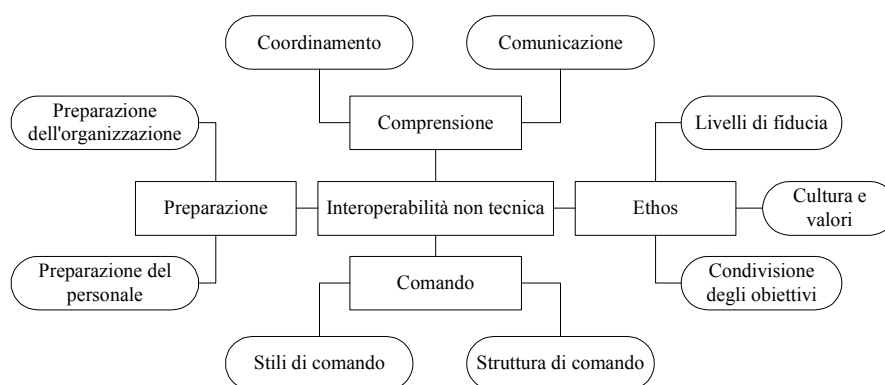 Coordinamento
Comunicazione
Preparazione
dell'organizzazione
Comprensione
Livelli di fiducia
Preparazione
Interoperabilità non tecnica
Ethos
Cultura e
valori
Preparazione del
personale
Comando
Condivisione
degli obiettivi
Stili di comando
Struttura di comando